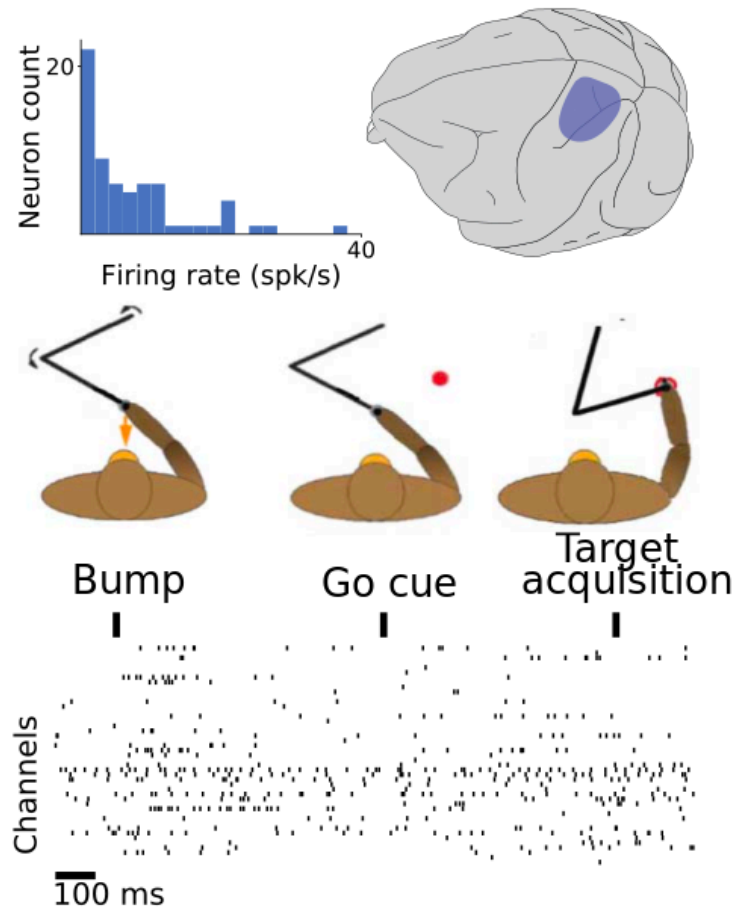 Neuron count
20
40
Firing rate (spk/s)
Bump
Go cue
Target
acquisition
Channels
100 ms